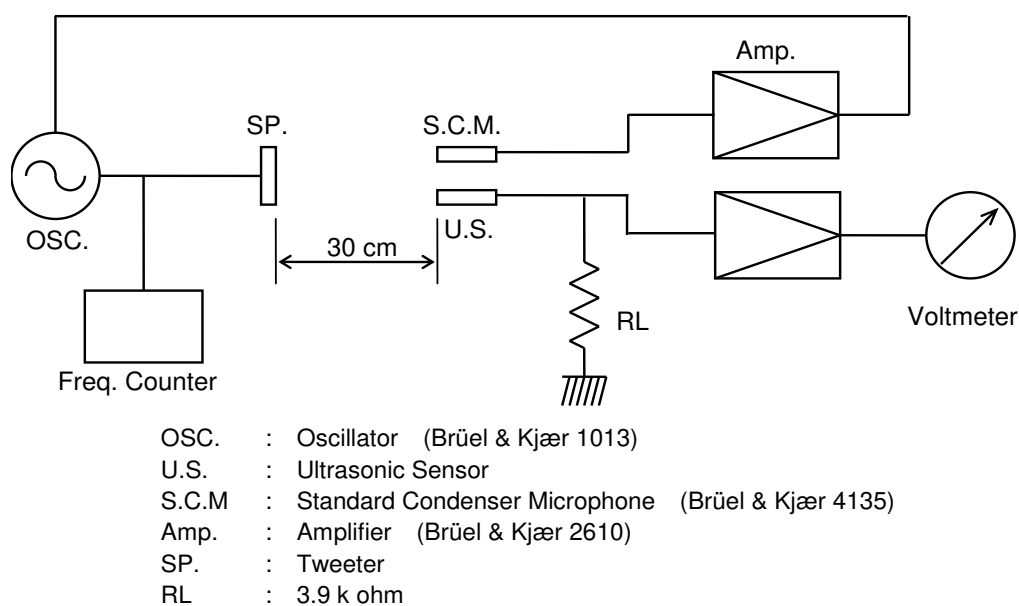 Amp.
SP.
S.C.M.
OSC.
U.S.
30 cm
RL
Voltmeter
Freq. Counter
OSC. : Oscillator (Brüel & Kjær 1013)
U.S. : Ultrasonic Sensor
S.C.M : Standard Condenser Microphone (Brüel & Kjær 4135)
Amp. : Amplifier (Brüel & Kjær 2610)
SP. : Tweeter
RL : 3.9 k ohm